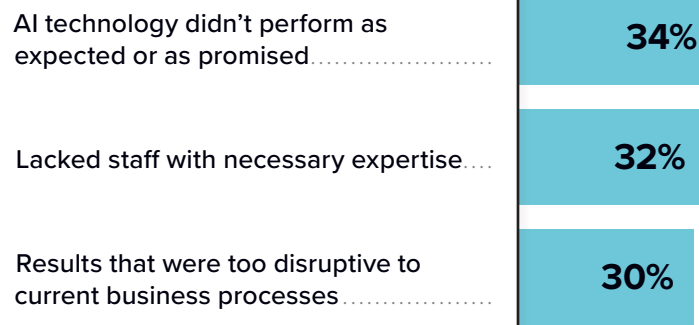 AI technology didn’t perform as
expected or as promised......................
34%
Lacked staff with necessary expertise....
32%
Results that were too disruptive to
current business processes...................
30%